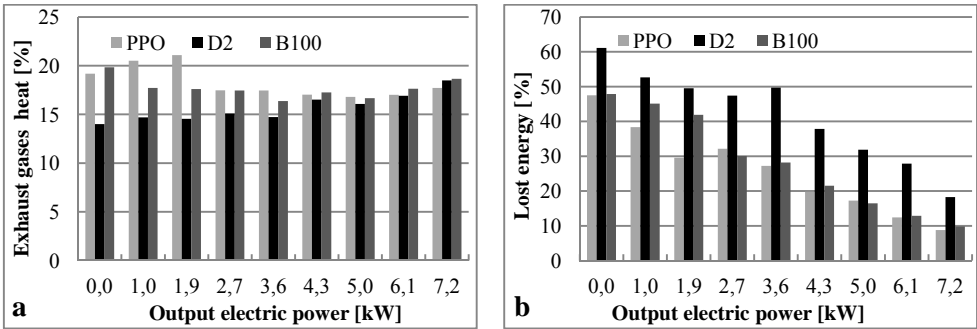 25
20
15
10
5
0
Exhaust gases heat [%]
PPO D2 B100
0,0 1,0 1,9 2,7 3,6 4,3 5,0 6,1 7,2
Output electric power [kW]
a
70
60
50
40
30
20
10
0
Lost energy [%]
PPO D2 B100
0,0 1,0 1,9 2,7 3,6 4,3 5,0 6,1 7,2
Output electric power [kW]
b